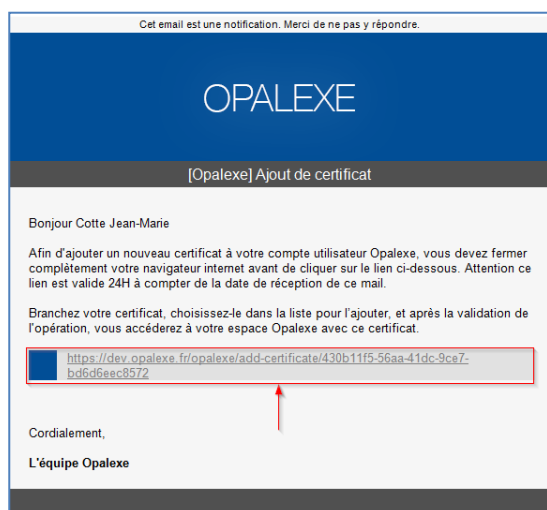 Cet email est une notification. Merci de ne pas y répondre.
OPALEXE
[Opalexe] Ajout de certificat
Bonjour Cotte Jean-Marie
Afin d'ajouter un nouveau certificat à votre compte utilisateur Opalexe, vous devez fermer
complètement votre navigateur internet avant de cliquer sur le lien ci-dessous. Attention ce
lien est valide 24H à compter de la date de réception de ce mail.
Branchez votre certificat, choisissez-le dans la liste pour l'ajouter, et après la validation de
l'opération, vous accéderez à votre espace Opalexe avec ce certificat.
https://dev.opalexe.fr/opalexe/add-certificate/430b11f5-56aa-41dc-9ce7-
bd6d6eec8572
Cordialement,
L'équipe Opalexe